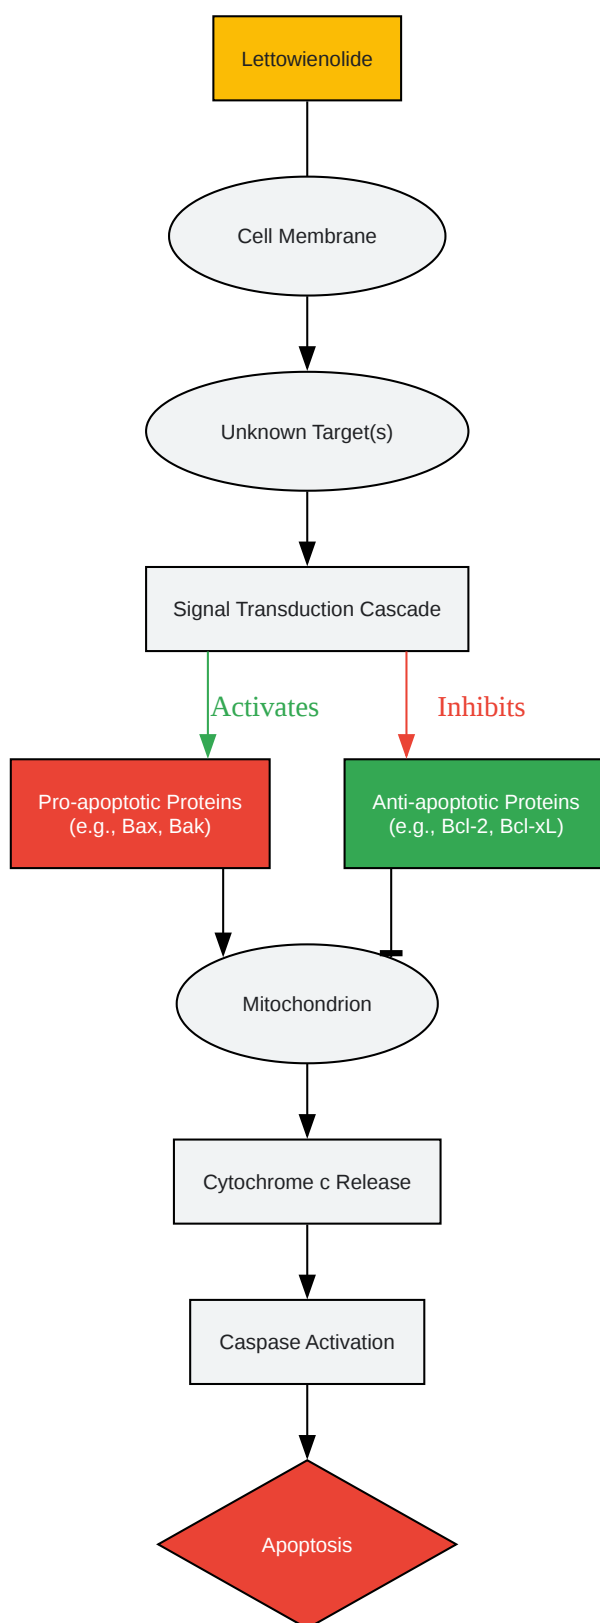 Lettowienolide
Cell Membrane
Unknown Target(s)
Signal Transduction Cascade
Activates
Inhibits
Pro-apoptotic Proteins
(e.g., Bax, Bak)
Anti-apoptotic Proteins
(e.g., Bcl-2, Bcl-xL)
Mitochondrion
Cytochrome c Release
Caspase Activation
Apoptosis